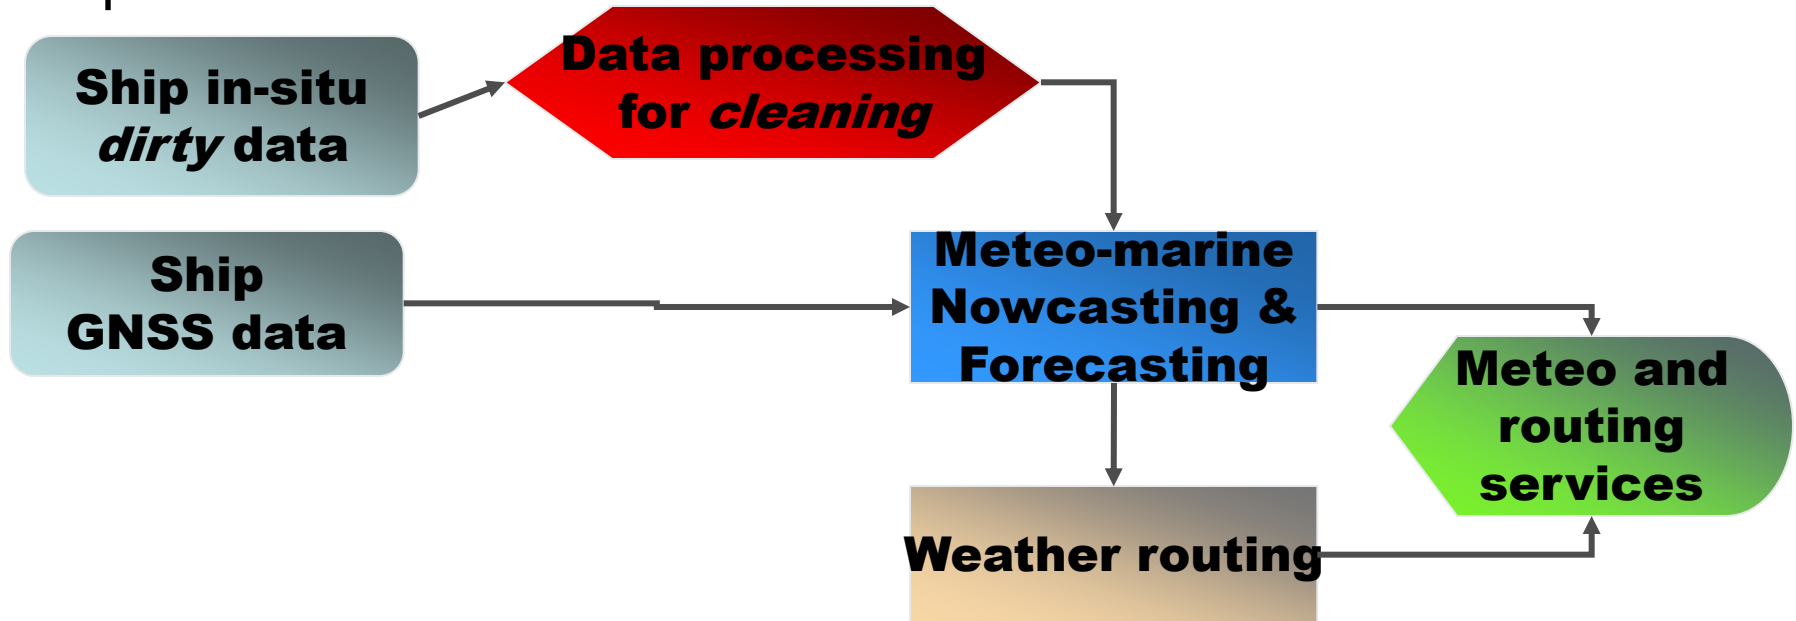 Ship in-situ
dirty data
Data processing
for cleaning
Ship
GNSS data
Meteo-marine
Nowcasting &
Forecasting
Meteo and
routing
services
Weather routing